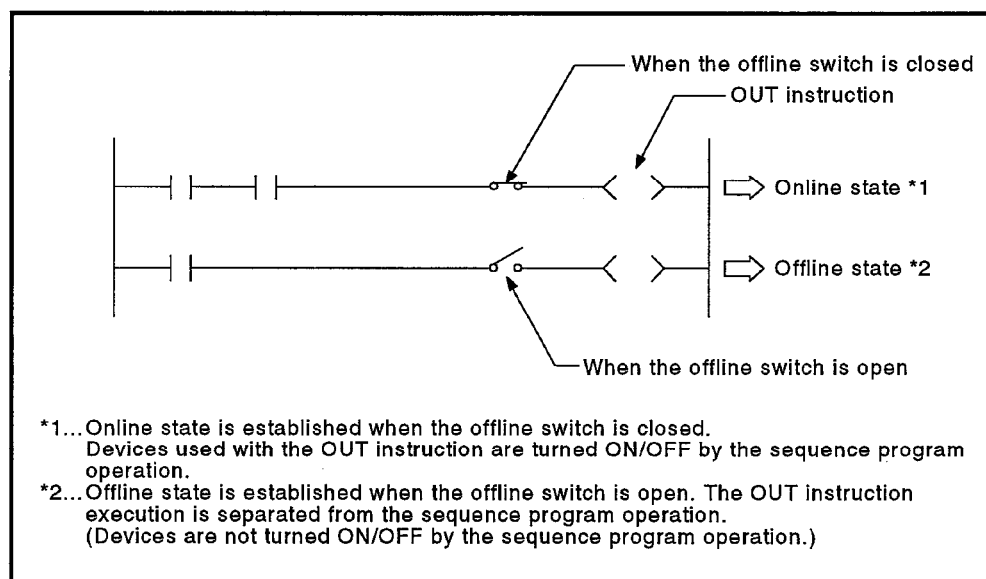 When the offline switch is closed
OUT instruction
Online state *1
Offline state *2
When the offline switch is open
*1...Online state is established when the offline switch is closed.
Devices used with the OUT instruction are turned ON/OFF by the sequence program
operation.
*2...Offline state is established when the offline switch is open. The OUT instruction
execution is separated from the sequence program operation.
(Devices are not turned ON/OFF by the sequence program operation.)